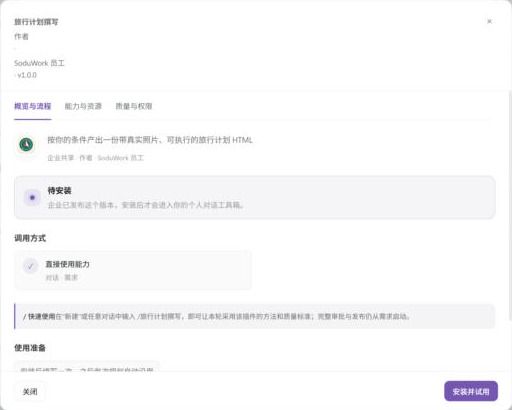 旅行计划撰写
作者
·
SoduWork 员工
· v1.0.0
概览与流程 能力与资源 质量与权限
按你的条件产出一份带真实照片、可执行的旅行计划 HTML
企业共享 · 作者 · SoduWork 员工
待安装
企业已发布这个版本，安装后才会进入你的个人对话工具箱。
调用方式
直接使用能力
对话 · 需求
/ 快速使用在“新建”或任意对话中输入 /旅行计划撰写，即可让本轮采用该插件的方法和质量标准；完整审批与发布仍从需求启动。
使用准备
关闭
安装并试用